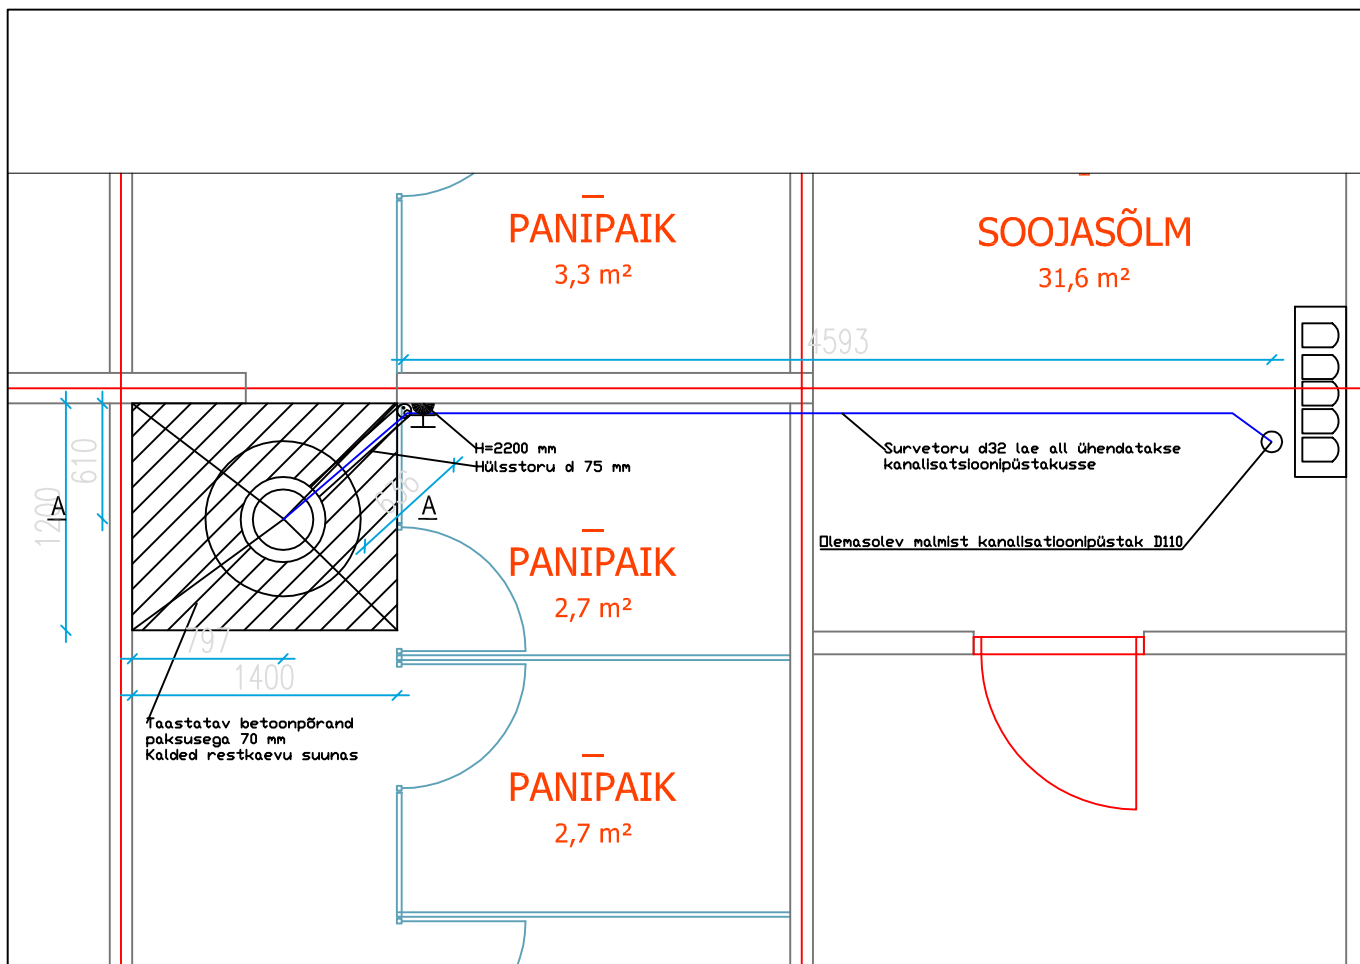 PANIPAIK
3,3 m²
SOOJASÕLM
31,6 m²
4593
H=2200 mm
Hülsstoru d 75 mm
Survetoru d32 lae all ühendatakse
kanalisatsioonipüstakusse
610
1200
A
636
A
Olemasolev malmist kanalisatioonipüstak D110
PANIPAIK
2,7 m²
797
1400
Taastatav betoonpõrand
paksusega 70 mm
Kalded restkaevu suunas
PANIPAIK
2,7 m²